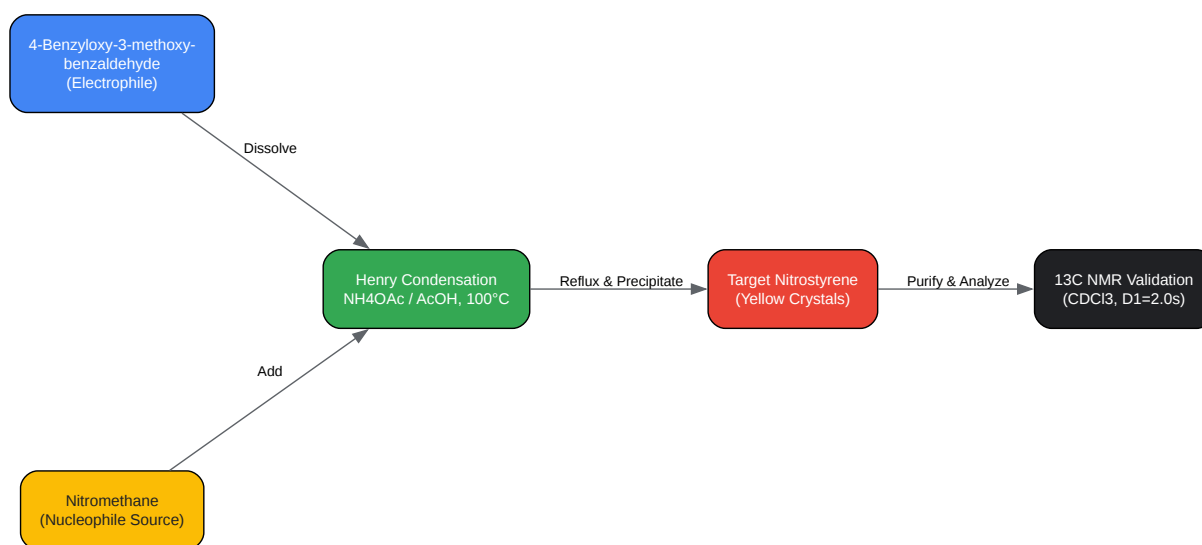 4-Benzyloxy-3-methoxy-
benzaldehyde
(Electrophile)
Dissolve
Henry Condensation
NH4OAc / AcOH, 100°C
Reflux & Precipitate
Target Nitrostyrene
(Yellow Crystals)
Purify & Analyze
13C NMR Validation
(CDCl3, D1=2.0s)
Add
Nitromethane
(Nucleophile Source)